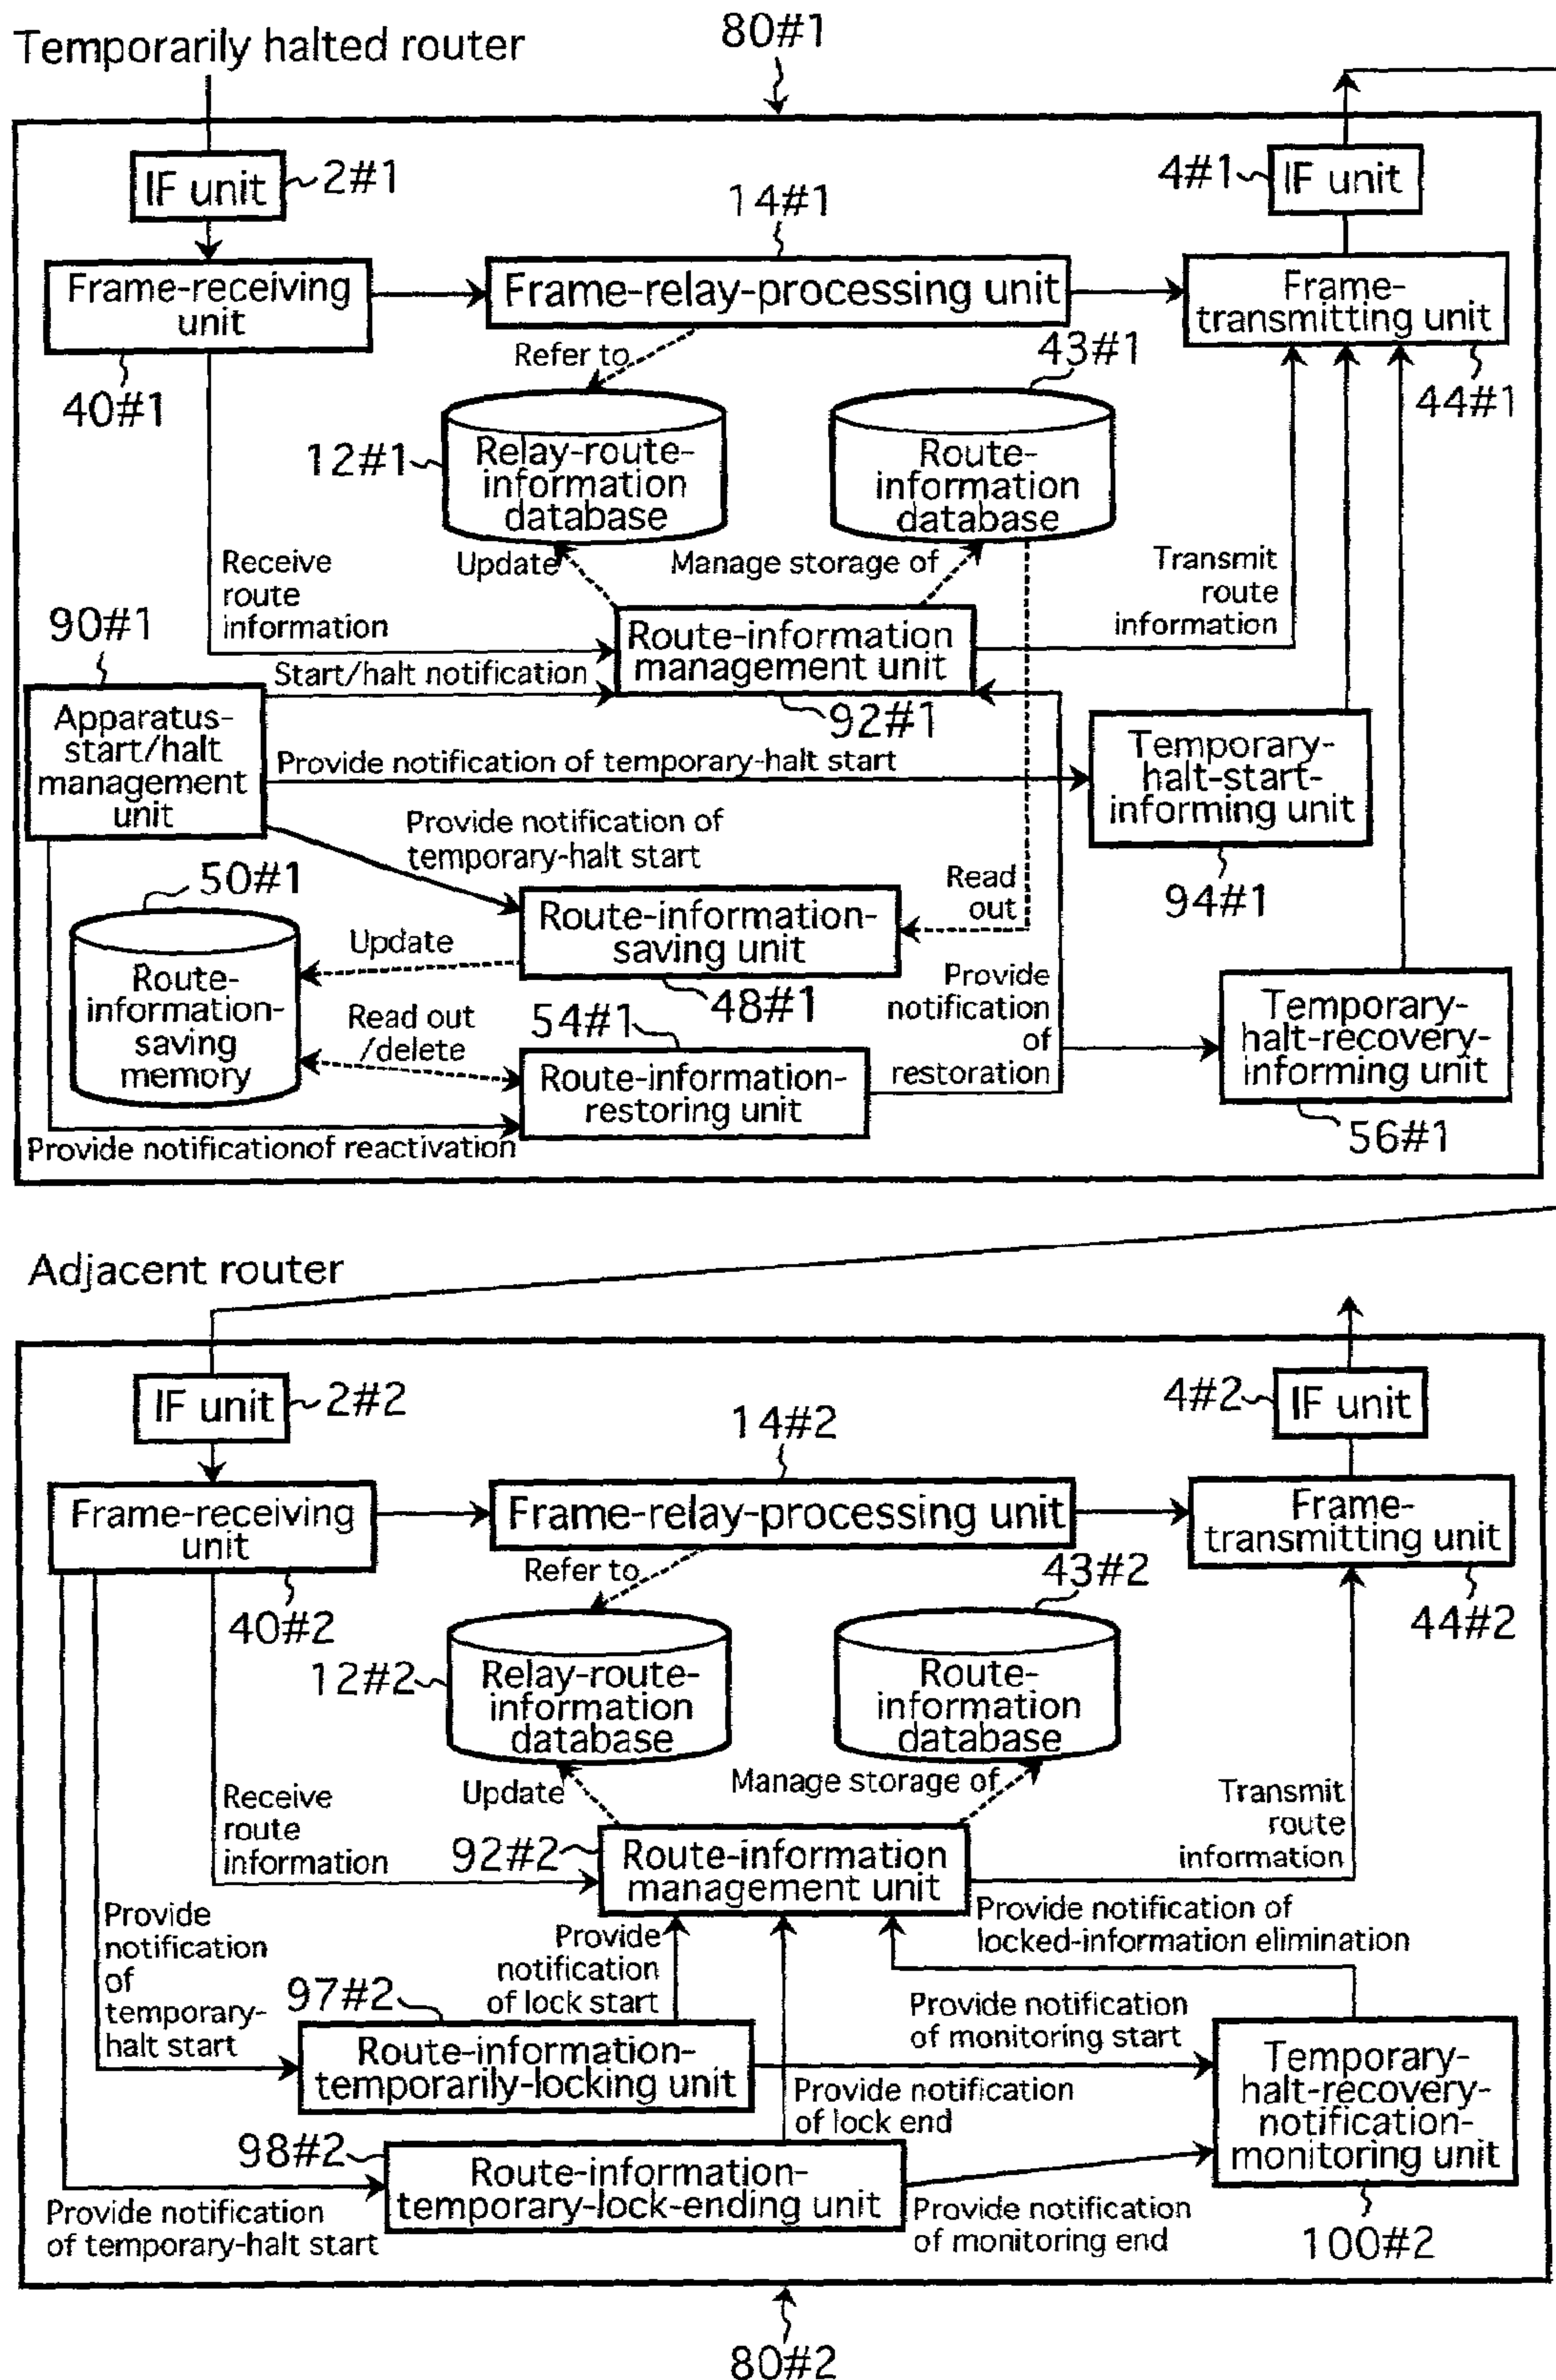 Temporarily halted router
80#1
IF unit
2#1
4#1
IF unit
14#1
Frame-receiving
unit
Frame-relay-processing unit
Frame-
transmitting unit
40#1
Refer to
43#1
44#1
12#1
Relay-route-
information
database
Route-
information
database
Receive
route
information
Update
Manage storage of
Transmit
route
information
90#1
Route-information
management unit
Start/halt notification
92#1
Apparatus-
start/halt
management
unit
Provide notification of temporary-halt start
Temporary-
halt-start-
informing unit
Provide notification of
temporary-halt start
94#1
50#1
Read
out
Route-information-
saving unit
Update
48#1
Route-
information-
saving
memory
Read out
/delete
54#1
Provide
notification
of
restoration
Temporary-
halt-recovery-
informing unit
Route-information-
restoring unit
56#1
Provide notificationof reactivation
Adjacent router
IF unit
2#2
4#2
IF unit
14#2
Frame-receiving
unit
Frame-relay-processing unit
Frame-
transmitting unit
40#2
Refer to
43#2
44#2
12#2
Relay-route-
information
database
Route-
information
database
Receive
route
information
Update
Manage storage of
Transmit
route
information
92#2
Route-information
management unit
Provide
notification
of
temporary-
halt start
Provide
notification
of lock start
Provide notification of
locked-information elimination
97#2
Route-information-
temporarily-locking unit
Provide notification
of monitoring start
Temporary-
halt-recovery-
notification-
monitoring unit
Provide notification
of lock end
98#2
Route-information-
temporary-lock-ending unit
Provide notification
of temporary-halt start
Provide notification
of monitoring end
100#2
80#2